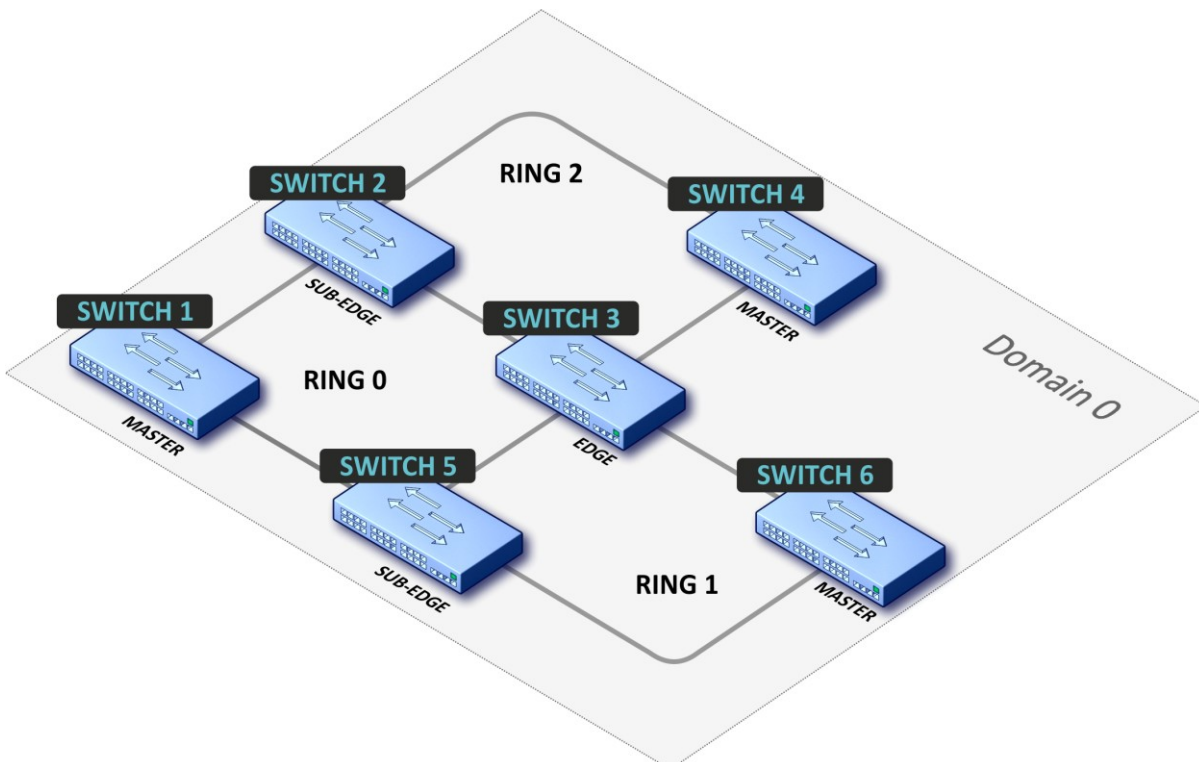 RING 2
SWITCH 2
SWITCH 4
SUB-EDGE
SWITCH 1
SWITCH 3
MASTER
Domain 0
RING 0
MASTER
EDGE
SWITCH 5
SWITCH 6
SUB-EDGE
RING 1
MASTER